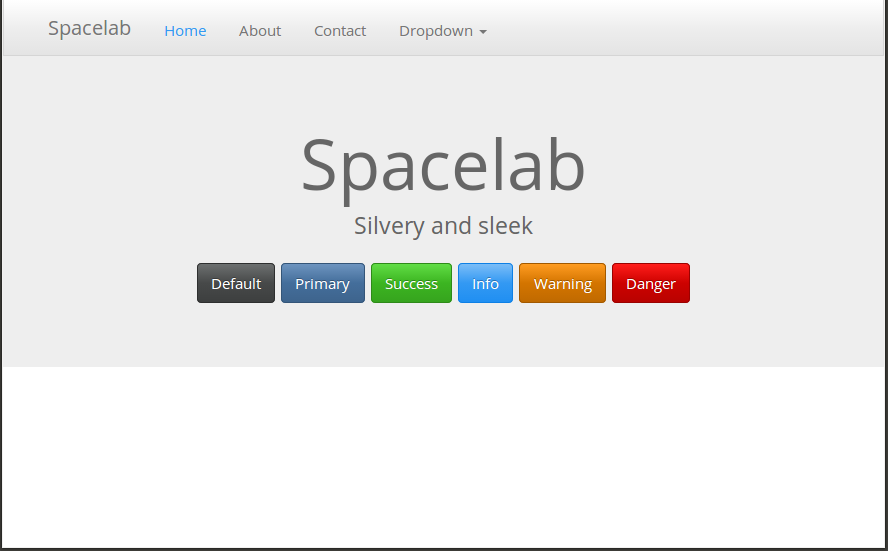 Spacelab Home About Contact Dropdown
Spacelab
Silvery and sleek
Default Primary Success Info Warning Danger